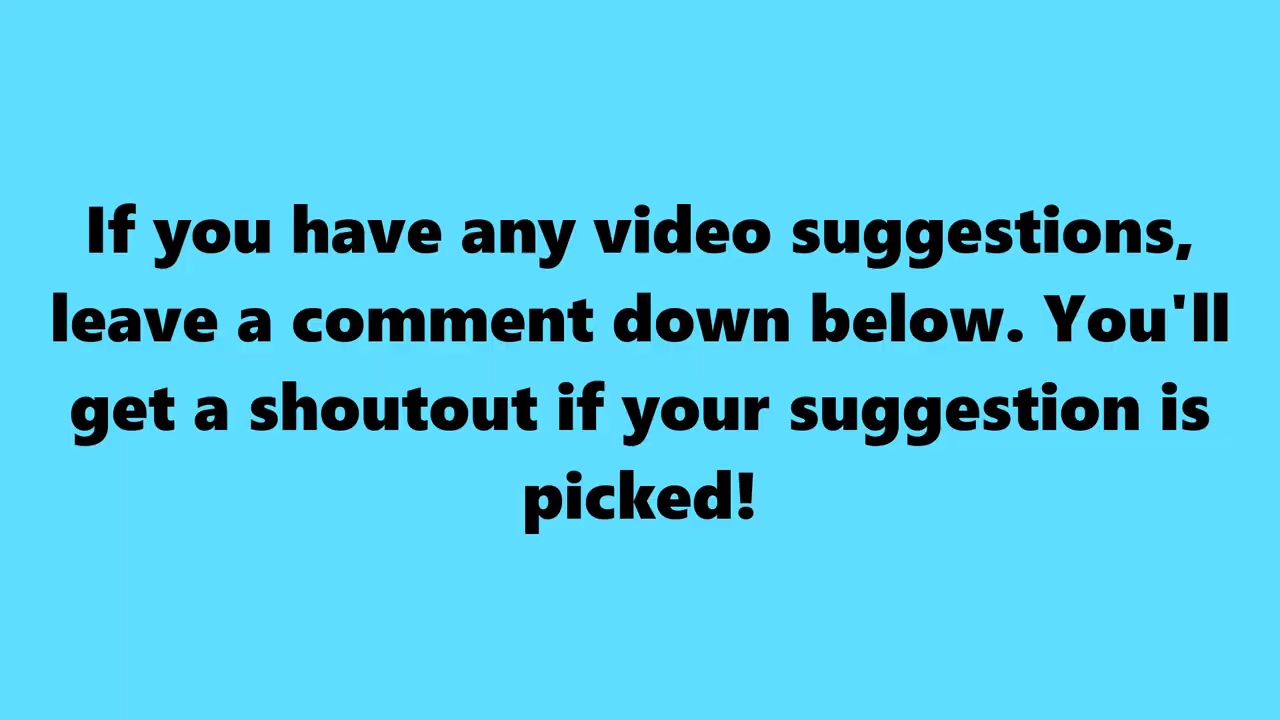 If you have any video suggestions,
leave a comment down below. You'll
get a shoutout if your suggestion is
picked!